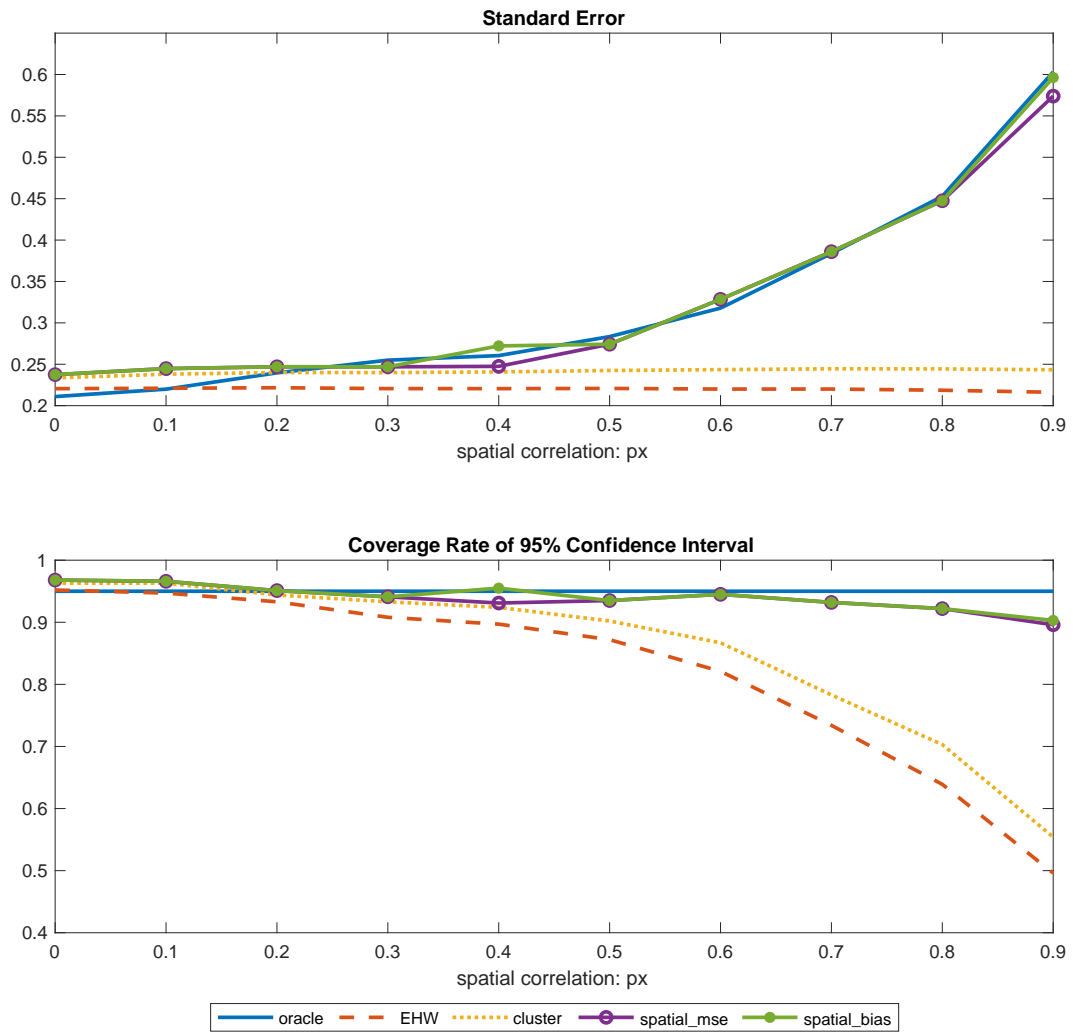 Standard Error
0.6
0.55
0.5
0.45
0.4
0.35
0.3
0.25
0.2
0 0.1 0.2 0.3 0.4 0.5 0.6 0.7 0.8 0.9
spatial correlation: px
Coverage Rate of 95% Confidence Interval
1
0.9
0.8
0.7
0.6
0.5
0.4
0 0.1 0.2 0.3 0.4 0.5 0.6 0.7 0.8 0.9
spatial correlation: px
oracle EHW cluster spatial_mse spatial_bias